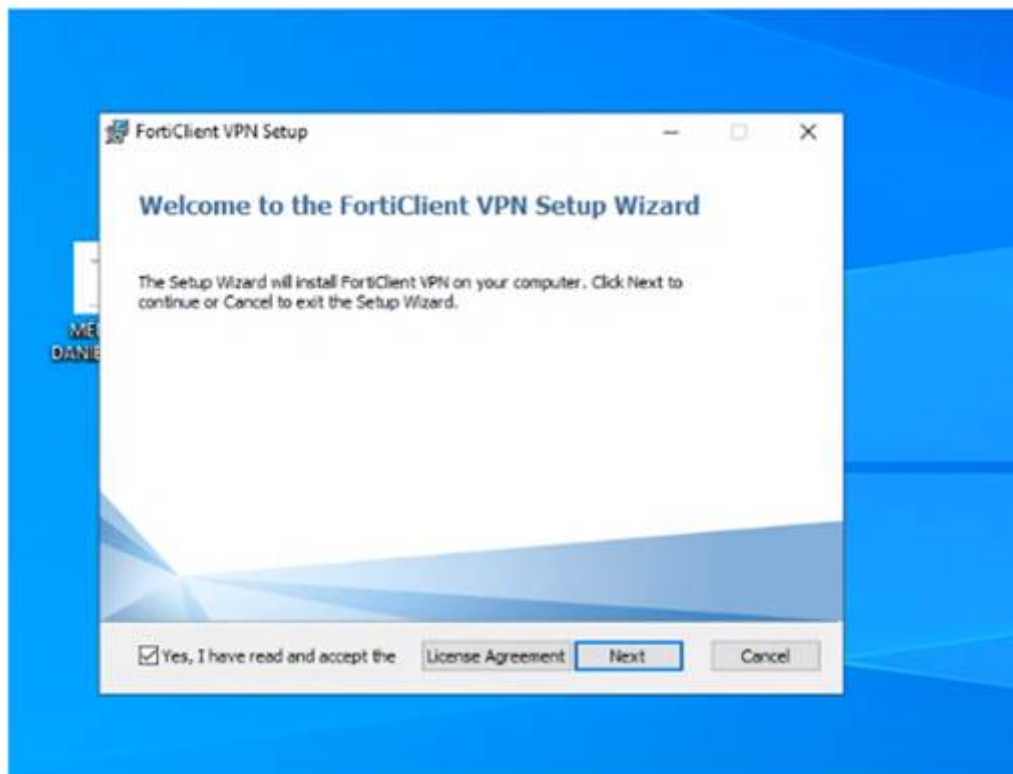 FortiClient VPN Setup
Welcome to the FortiClient VPN Setup Wizard
The Setup Wizard will install FortiClient VPN on your computer. Click Next to
continue or Cancel to exit the Setup Wizard.
Yes, I have read and accept the License Agreement Next Cancel